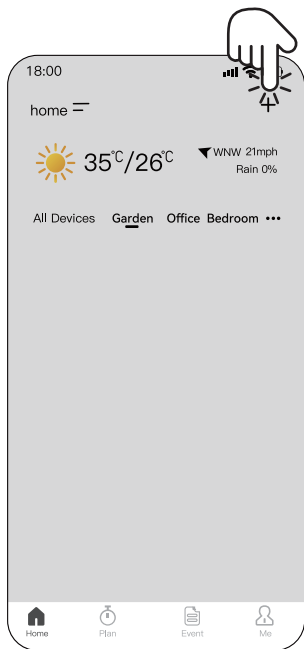 18:00
home
35°C/26°C
WNW 21mph
Rain 0%
All Devices Garden Office Bedroom •••
Home Plan Event Me